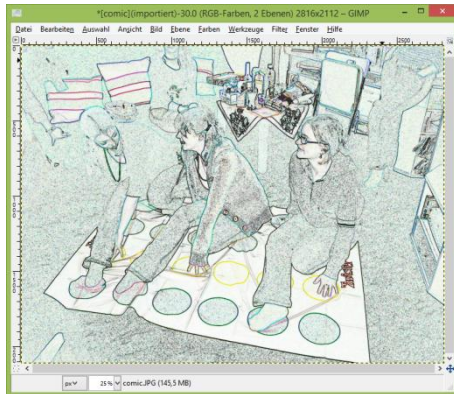 *[comic](importiert)-30.0 (RGB-Farben, 2 Ebenen) 2816x2112 – GIMP
Datei Bearbeiten Auswahl Ansicht Bild Ebene Farben Werkzeuge Filter Fenster Hilfe
0 500 1000 1500 2000 2500
px 25 % comic.JPG (145,5 MB)